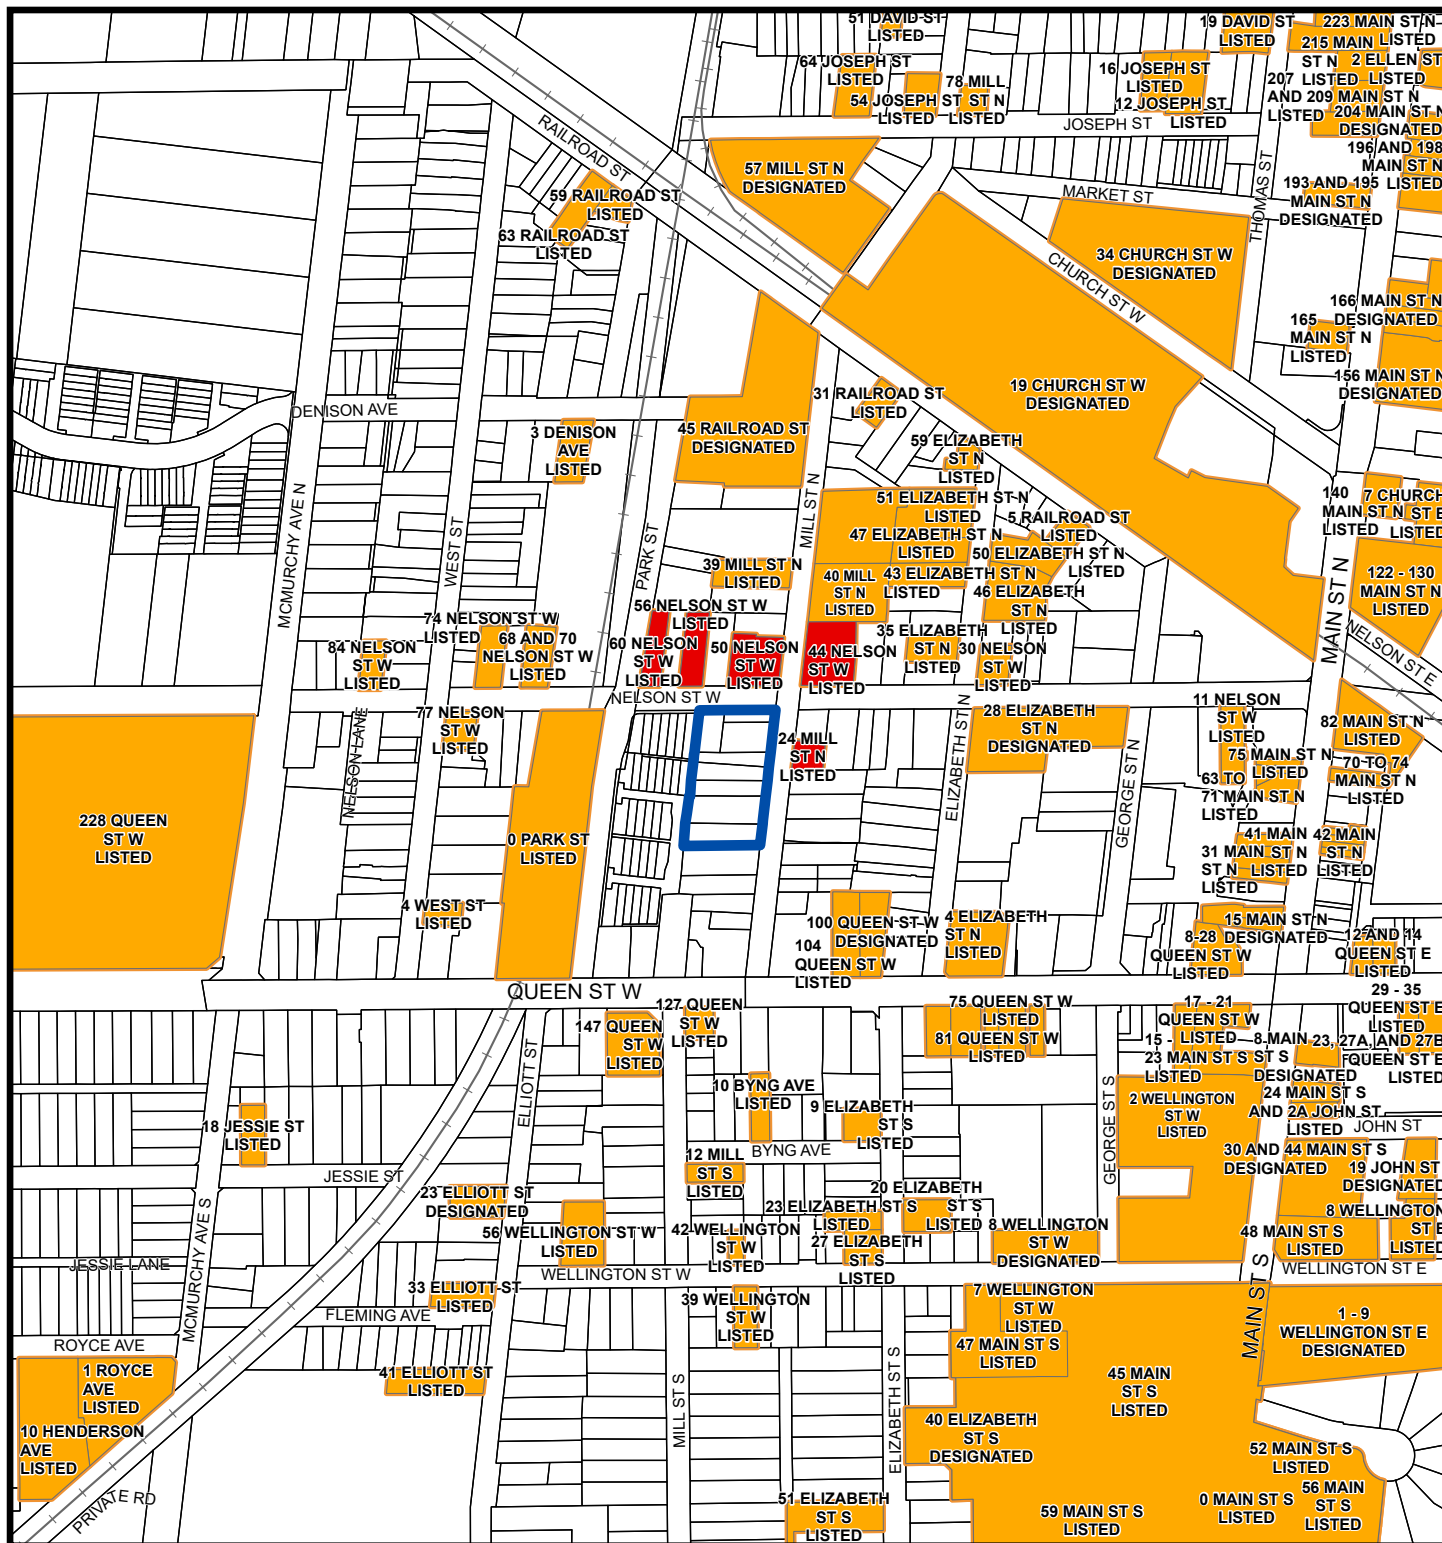 51 DAVID ST
LISTED
19 DAVID ST
LISTED
223 MAIN ST N
LISTED
215 MAIN
ST N
LISTED
2 ELLEN ST
LISTED
64 JOSEPH ST
LISTED
54 JOSEPH ST
LISTED
78 MILL
ST N
LISTED
16 JOSEPH ST
LISTED
12 JOSEPH ST
LISTED
207
AND 209 MAIN ST N
LISTED
204 MAIN ST N
DESIGNATED
196 AND 198
MAIN ST N
LISTED
193 AND 195
MAIN ST N
DESIGNATED
JOSEPH ST
RAILROAD ST
57 MILL ST N
DESIGNATED
MARKET ST
THOMAS ST
59 RAILROAD ST
LISTED
63 RAILROAD ST
LISTED
34 CHURCH ST W
DESIGNATED
CHURCH ST W
166 MAIN ST N
DESIGNATED
165
MAIN ST N
LISTED
156 MAIN ST N
DESIGNATED
19 CHURCH ST W
DESIGNATED
31 RAILROAD ST
LISTED
DENISON AVE
3 DENISON
AVE
LISTED
45 RAILROAD ST
DESIGNATED
59 ELIZABETH
ST N
LISTED
51 ELIZABETH ST N
LISTED
5 RAILROAD ST
LISTED
47 ELIZABETH ST N
LISTED
50 ELIZABETH ST N
LISTED
43 ELIZABETH ST N
LISTED
46 ELIZABETH
ST N
LISTED
140
MAIN ST N
LISTED
7 CHURCH
ST E
LISTED
122 - 130
MAIN ST N
LISTED
MCMURCHY AVE N
WEST ST
PARK ST
MILL ST N
MAIN ST N
NELSON ST E
39 MILL ST N
LISTED
40 MILL
ST N
LISTED
56 NELSON ST W
LISTED
60 NELSON
ST W
LISTED
50 NELSON
ST W
LISTED
44 NELSON
ST W
LISTED
35 ELIZABETH
ST N
LISTED
30 NELSON
ST W
LISTED
74 NELSON ST W
LISTED
68 AND 70
NELSON ST W
LISTED
84 NELSON
ST W
LISTED
NELSON ST W
77 NELSON
ST W
LISTED
NELSON LANE
24 MILL
ST N
LISTED
28 ELIZABETH
ST N
DESIGNATED
ELIZABETH ST N
GEORGE ST N
11 NELSON
ST W
LISTED
82 MAIN ST N
LISTED
75 MAIN ST N
LISTED
70 TO 74
MAIN ST N
LISTED
63 TO
71 MAIN ST N
LISTED
41 MAIN
ST N
LISTED
42 MAIN
ST N
LISTED
31 MAIN
ST N
LISTED
228 QUEEN
ST W
LISTED
0 PARK ST
LISTED
4 WEST ST
LISTED
100 QUEEN ST W
DESIGNATED
104
QUEEN ST W
LISTED
4 ELIZABETH
ST N
LISTED
15 MAIN ST N
DESIGNATED
8-28
QUEEN ST W
LISTED
12 AND 14
QUEEN ST E
LISTED
QUEEN ST W
29 - 35
QUEEN ST E
LISTED
127 QUEEN
ST W
LISTED
147 QUEEN
ST W
LISTED
75 QUEEN ST W
LISTED
81 QUEEN ST W
LISTED
17 - 21
QUEEN ST W
LISTED
15 -
23 MAIN ST S
LISTED
8 MAIN
ST S
DESIGNATED
23, 27A, AND 27B
QUEEN ST E
LISTED
10 BYNG AVE
LISTED
9 ELIZABETH
ST S
LISTED
2 WELLINGTON
ST W
LISTED
24 MAIN ST S
AND 2A JOHN ST
LISTED
JOHN ST
ELLIOTT ST
GEORGE ST S
18 JESSIE ST
LISTED
BYNG AVE
JESSIE ST
12 MILL
ST S
LISTED
30 AND 44 MAIN ST S
DESIGNATED
19 JOHN ST
DESIGNATED
23 ELLIOTT ST
DESIGNATED
20 ELIZABETH
ST S
LISTED
23 ELIZABETH ST S
LISTED
56 WELLINGTON ST W
LISTED
42 WELLINGTON
ST W
LISTED
27 ELIZABETH
ST S
LISTED
8 WELLINGTON
ST W
DESIGNATED
48 MAIN ST S
LISTED
8 WELLINGTON
ST E
LISTED
JESSIE LANE
MCMURCHY AVE S
WELLINGTON ST W
WELLINGTON ST E
33 ELLIOTT ST
LISTED
FLEMING AVE
39 WELLINGTON
ST W
LISTED
7 WELLINGTON
ST W
LISTED
47 MAIN ST S
LISTED
MAIN ST S
1 - 9
WELLINGTON ST E
DESIGNATED
ROYCE AVE
1 ROYCE
AVE
LISTED
41 ELLIOTT ST
LISTED
45 MAIN
ST S
LISTED
MILL ST S
ELIZABETH ST S
10 HENDERSON
AVE
LISTED
40 ELIZABETH
ST S
DESIGNATED
52 MAIN ST S
LISTED
PRIVATE RD
51 ELIZABETH
ST S
LISTED
59 MAIN ST S
LISTED
0 MAIN ST S
LISTED
56 MAIN
ST S
LISTED